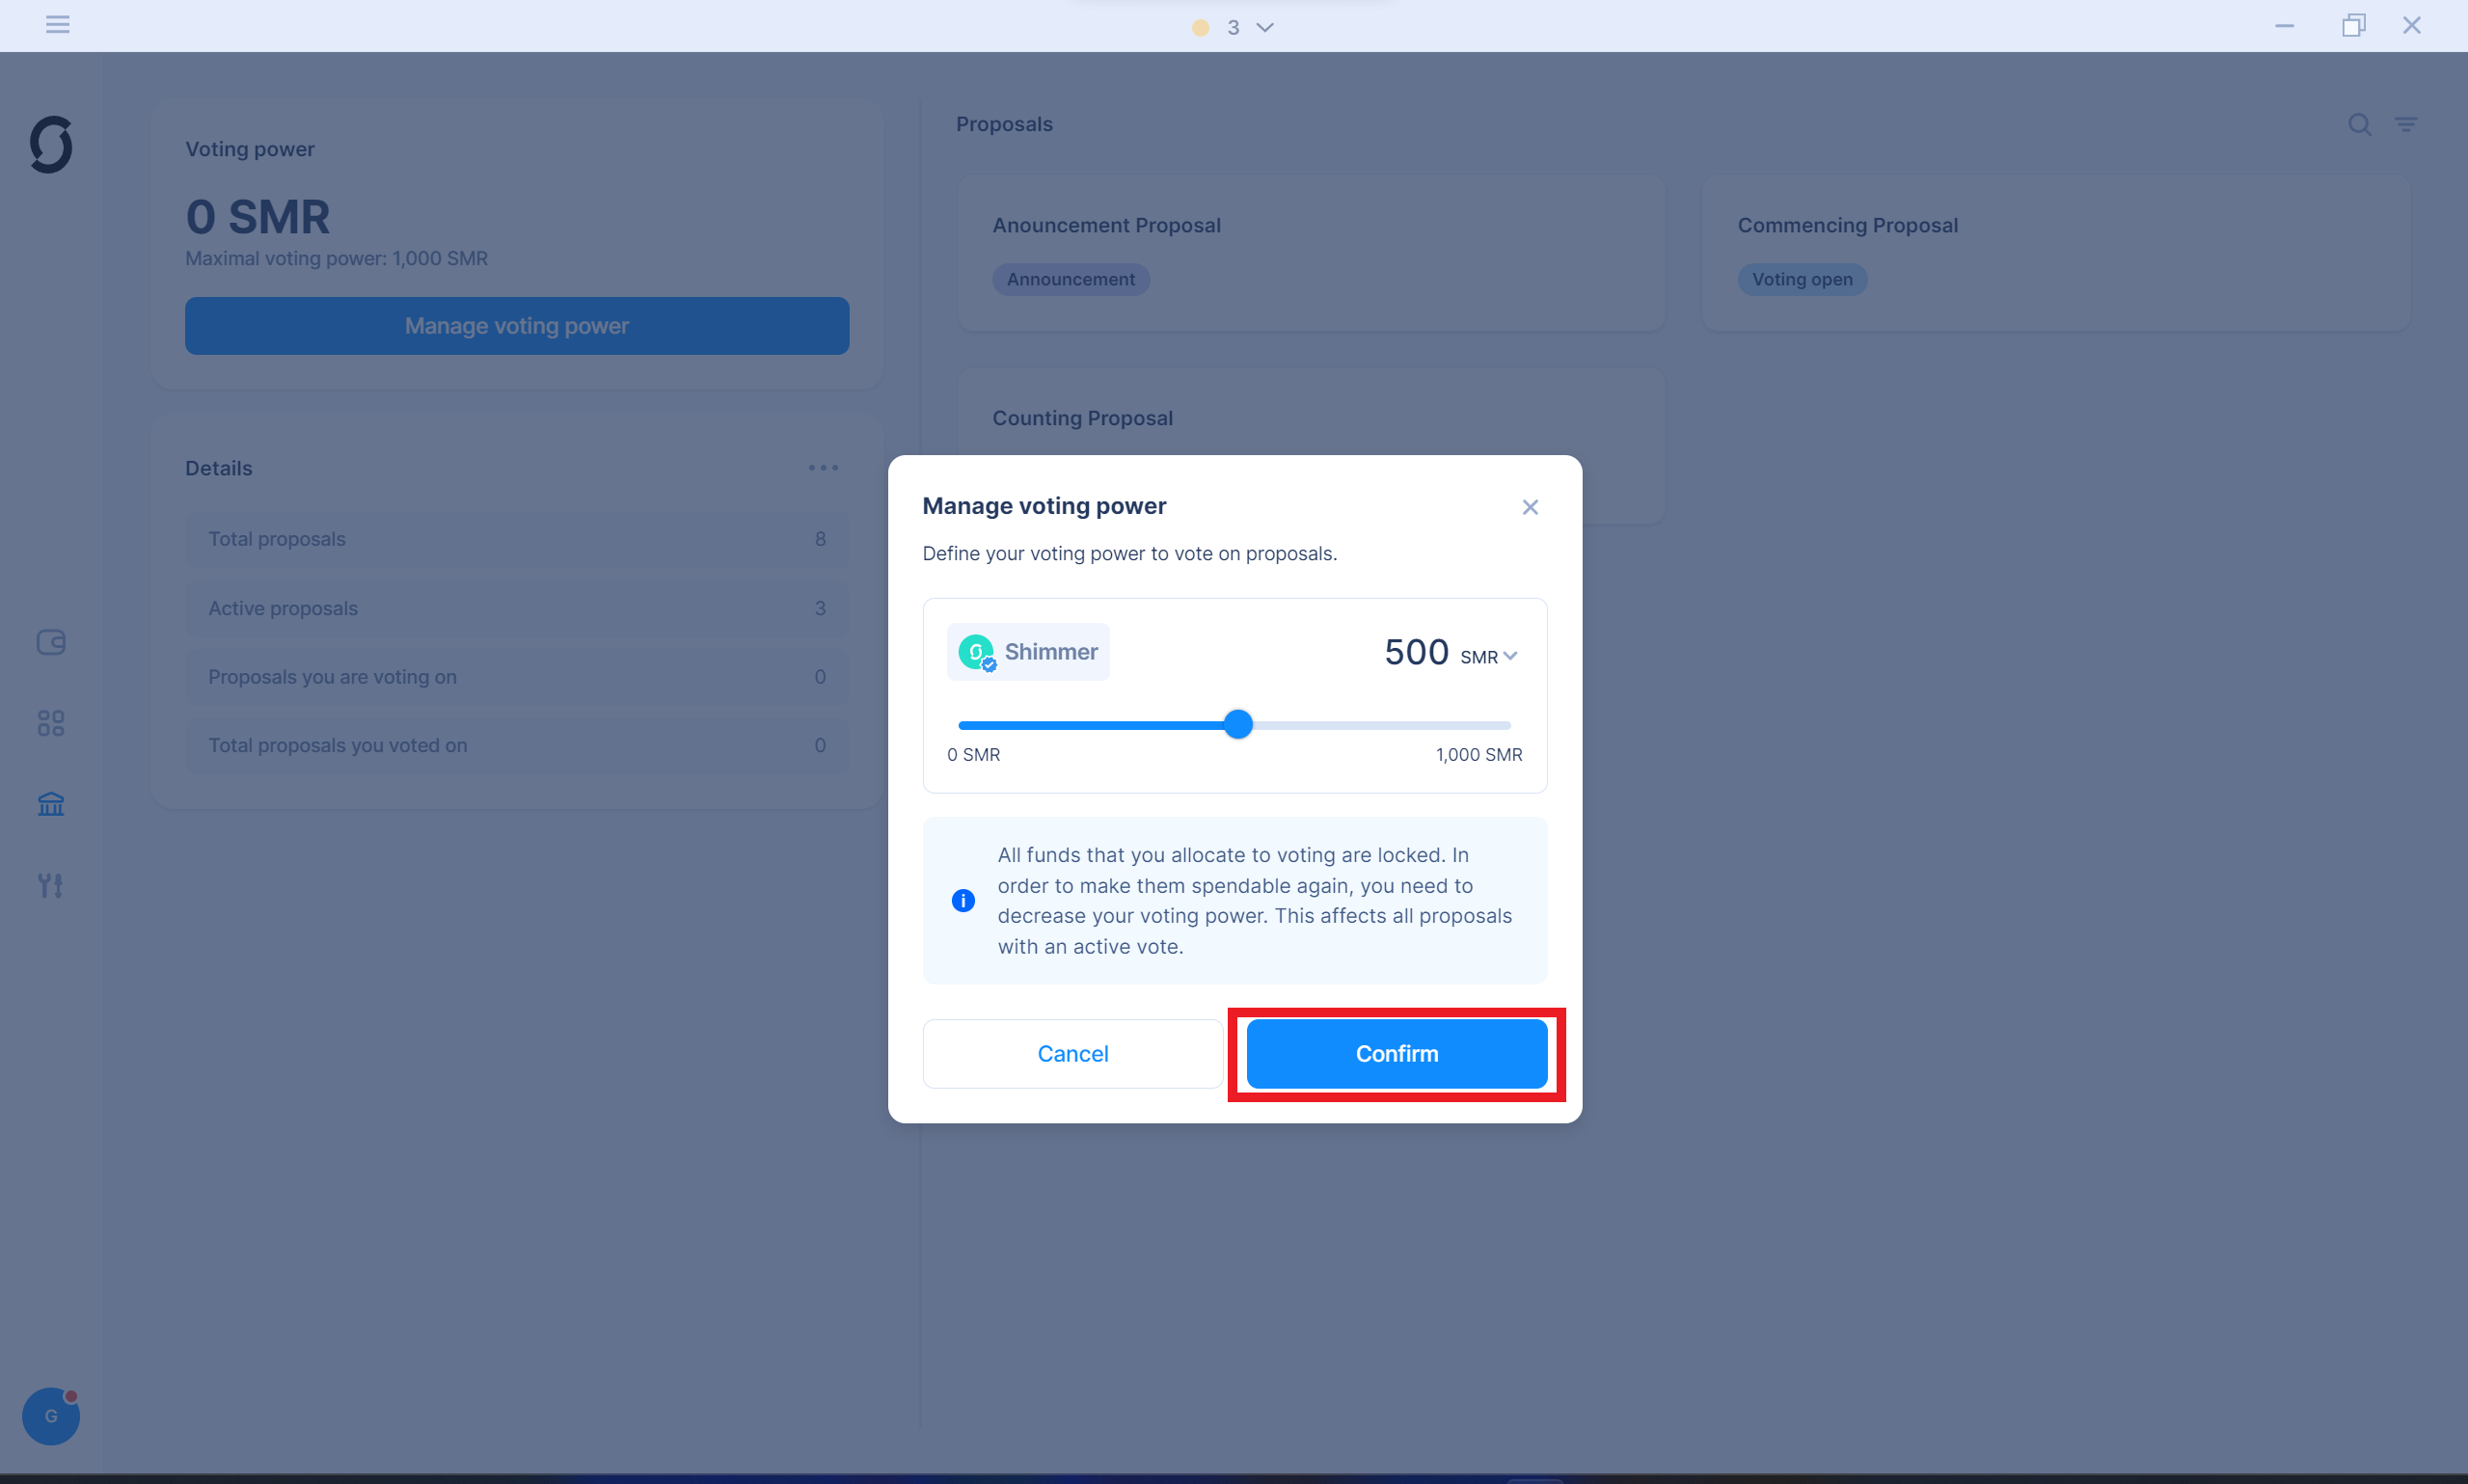 3
Voting power
0 SMR
Maximal voting power: 1,000 SMR
Manage voting power
Details
Total proposals 8
Active proposals 3
Proposals you are voting on 0
Total proposals you voted on 0
G
Proposals
Anouncement Proposal
Announcement
Commencing Proposal
Voting open
Counting Proposal
Manage voting power
Define your voting power to vote on proposals.
Shimmer
500 SMR
0 SMR
1,000 SMR
All funds that you allocate to voting are locked. In
order to make them spendable again, you need to
decrease your voting power. This affects all proposals
with an active vote.
Cancel
Confirm